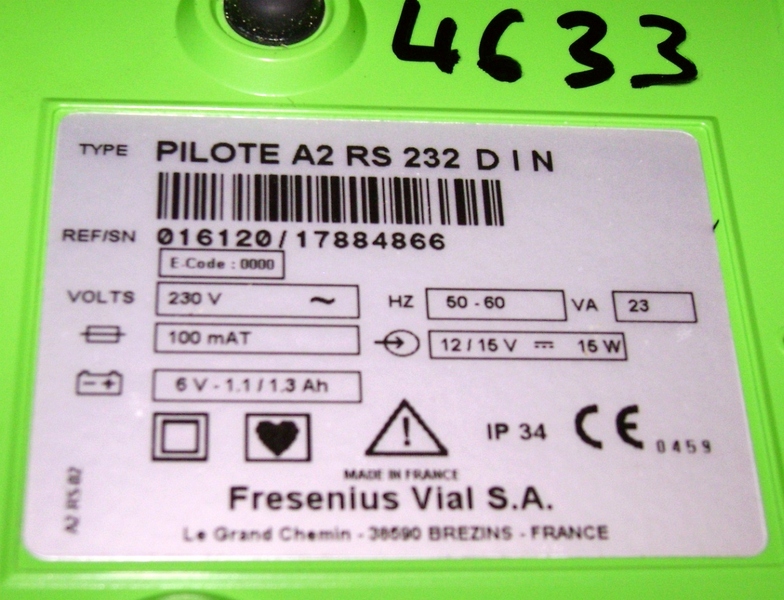 4633
TYPE PILOTE A2 RS 232 D I N
REF/SN 016120/17884866
E-Code : 0000
VOLTS 230 V ~ HZ 50 - 60 VA 23
100 mAT 12 / 15 V 15 W
6 V - 1.1 / 1.3 Ah
IP 34 CE 0459
MADE IN FRANCE
Fresenius Vial S.A.
Le Grand Chemin - 38590 BREZINS - FRANCE
A2 RS B2